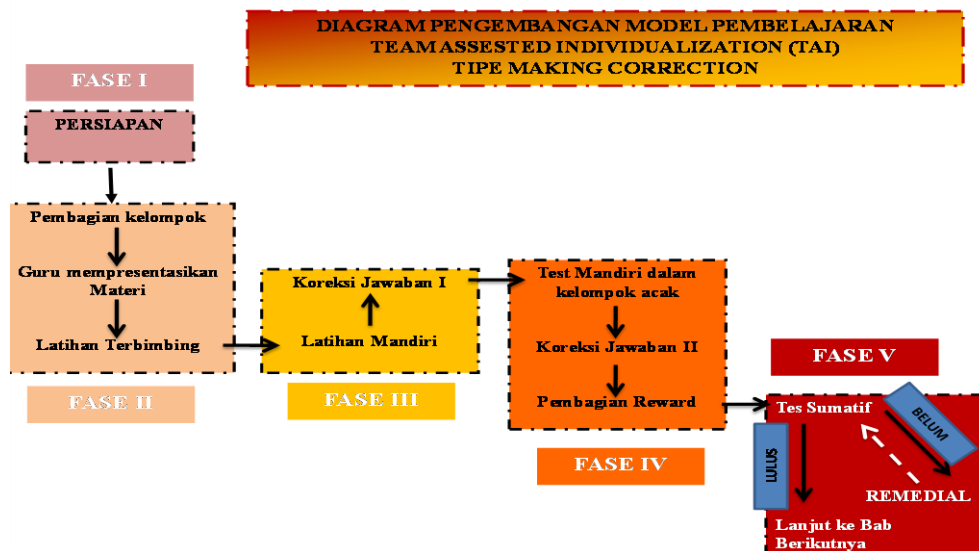 DIAGRAM PENGEMBANGAN MODEL PEMBELAJARAN
TEAM ASSESTED INDIVIDUALIZATION (TAI)
TIPE MAKING CORRECTION
FASE I
PERSIAPAN
Pembagian kelompok
Guru mempresentasikan
Materi
Latihan Terbimbing
FASE II
Koreksi Jawaban I
Latihan Mandiri
FASE III
Test Mandiri dalam
kelompok acak
Koreksi Jawaban II
Pembagian Reward
FASE IV
FASE V
Tes Sumatif
BELUM
LULUS
REMEDIAL
Lanjut ke Bab
Berikutnya